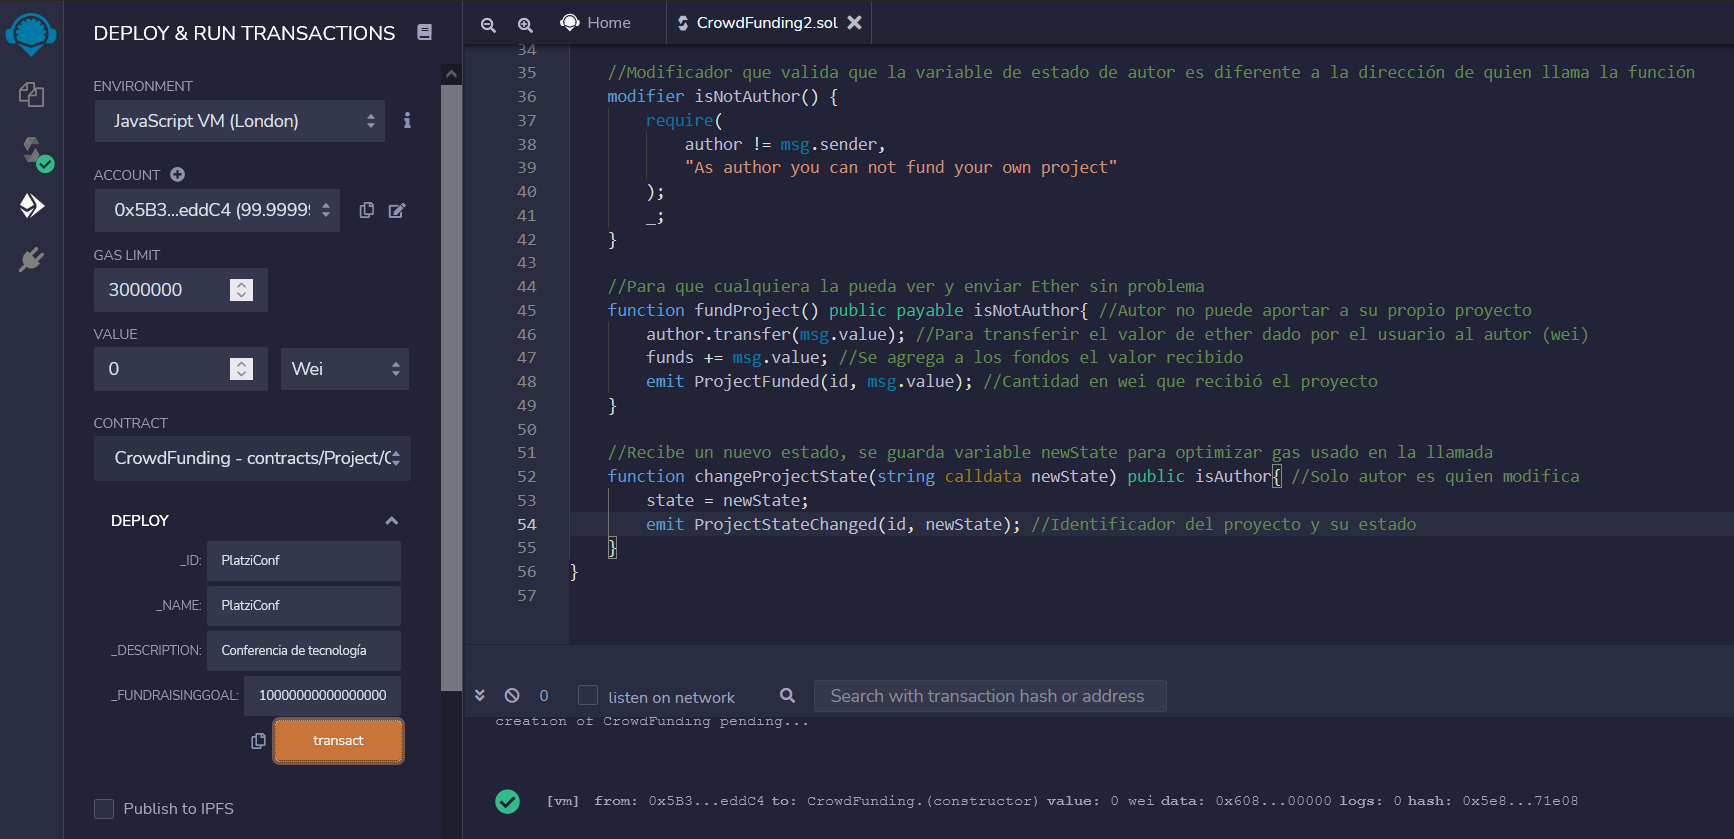 DEPLOY & RUN TRANSACTIONS
ENVIRONMENT
JavaScript VM (London)
ACCOUNT
0x5B3...eddC4 (99.9999
GAS LIMIT
3000000
VALUE
0
Wei
CONTRACT
CrowdFunding - contracts/Project/C
DEPLOY
_ID: PlatziConf
_NAME: PlatziConf
_DESCRIPTION: Conferencia de tecnología
_FUNDRAISINGGOAL: 10000000000000000
transact
Publish to IPFS
Home
CrowdFunding2.sol
34
35 //Modificador que valida que la variable de estado de autor es diferente a la dirección de quien llama la función
36 modifier isNotAuthor() {
37 require(
38 author != msg.sender,
39 "As author you can not fund your own project"
40 );
41 _;
42 }
43
44 //Para que cualquiera la pueda ver y enviar Ether sin problema
45 function fundProject() public payable isNotAuthor{ //Autor no puede aportar a su propio proyecto
46 author.transfer(msg.value); //Para transferir el valor de ether dado por el usuario al autor (wei)
47 funds += msg.value; //Se agrega a los fondos el valor recibido
48 emit ProjectFunded(id, msg.value); //Cantidad en wei que recibió el proyecto
49 }
50
51 //Recibe un nuevo estado, se guarda variable newState para optimizar gas usado en la llamada
52 function changeProjectState(string calldata newState) public isAuthor{ //Solo autor es quien modifica
53 state = newState;
54 emit ProjectStateChanged(id, newState); //Identificador del proyecto y su estado
55 }
56 }
57
0
listen on network
Search with transaction hash or address
creation of CrowdFunding pending...
[vm] from: 0x5B3...eddC4 to: CrowdFunding.(constructor) value: 0 wei data: 0x608...00000 logs: 0 hash: 0x5e8...71e08